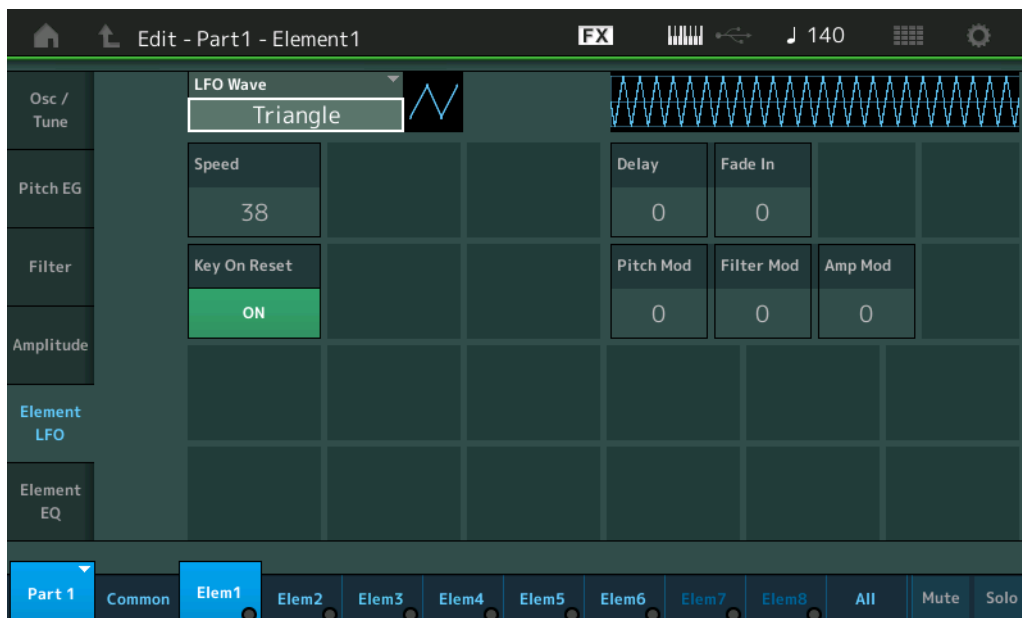 Edit - Part1 - Element1 FX ♩ 140
LFO Wave
Triangle
Osc /
Tune
Pitch EG
Filter
Amplitude
Element
LFO
Element
EQ
Speed
38
Delay
0
Fade In
0
Key On Reset
ON
Pitch Mod
0
Filter Mod
0
Amp Mod
0
Part 1 Common Elem1 Elem2 Elem3 Elem4 Elem5 Elem6 Elem7 Elem8 All Mute Solo